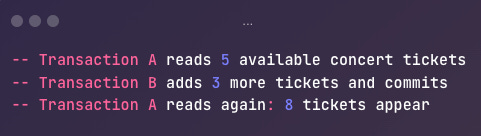 ...
-- Transaction A reads 5 available concert tickets
-- Transaction B adds 3 more tickets and commits
-- Transaction A reads again: 8 tickets appear